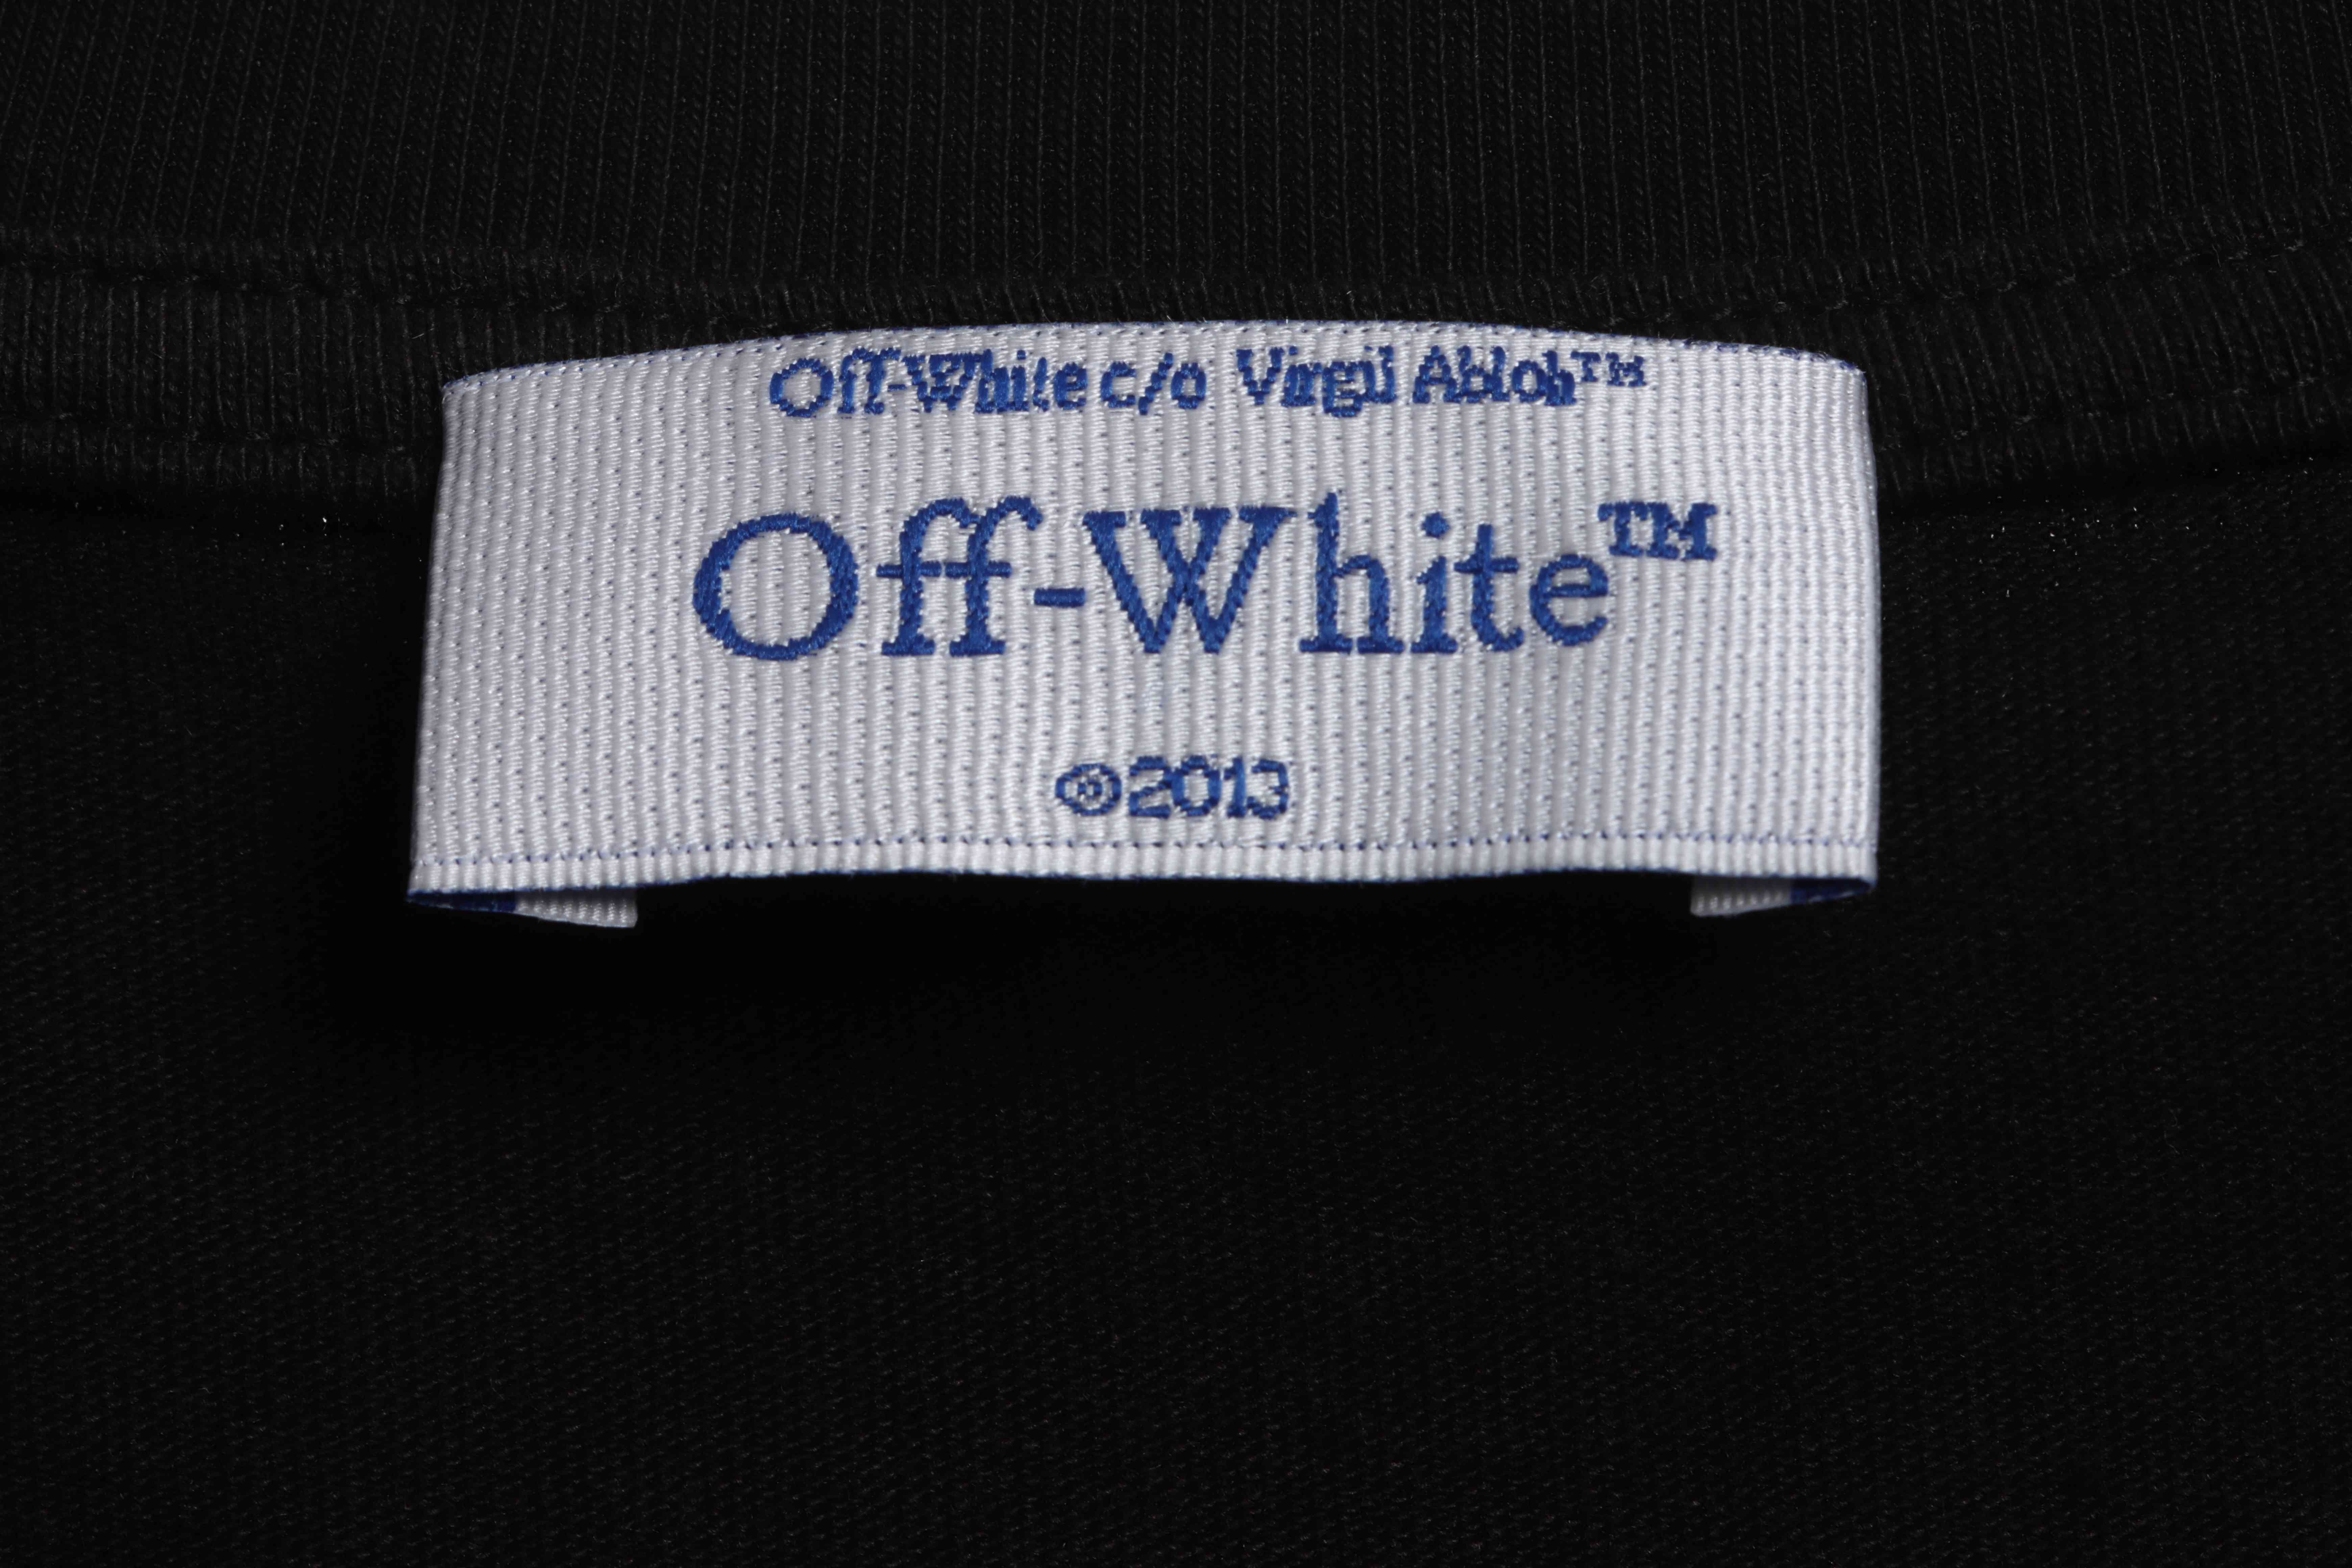 Off-White c/o Virgil Abloh™
Off-White™
©2013